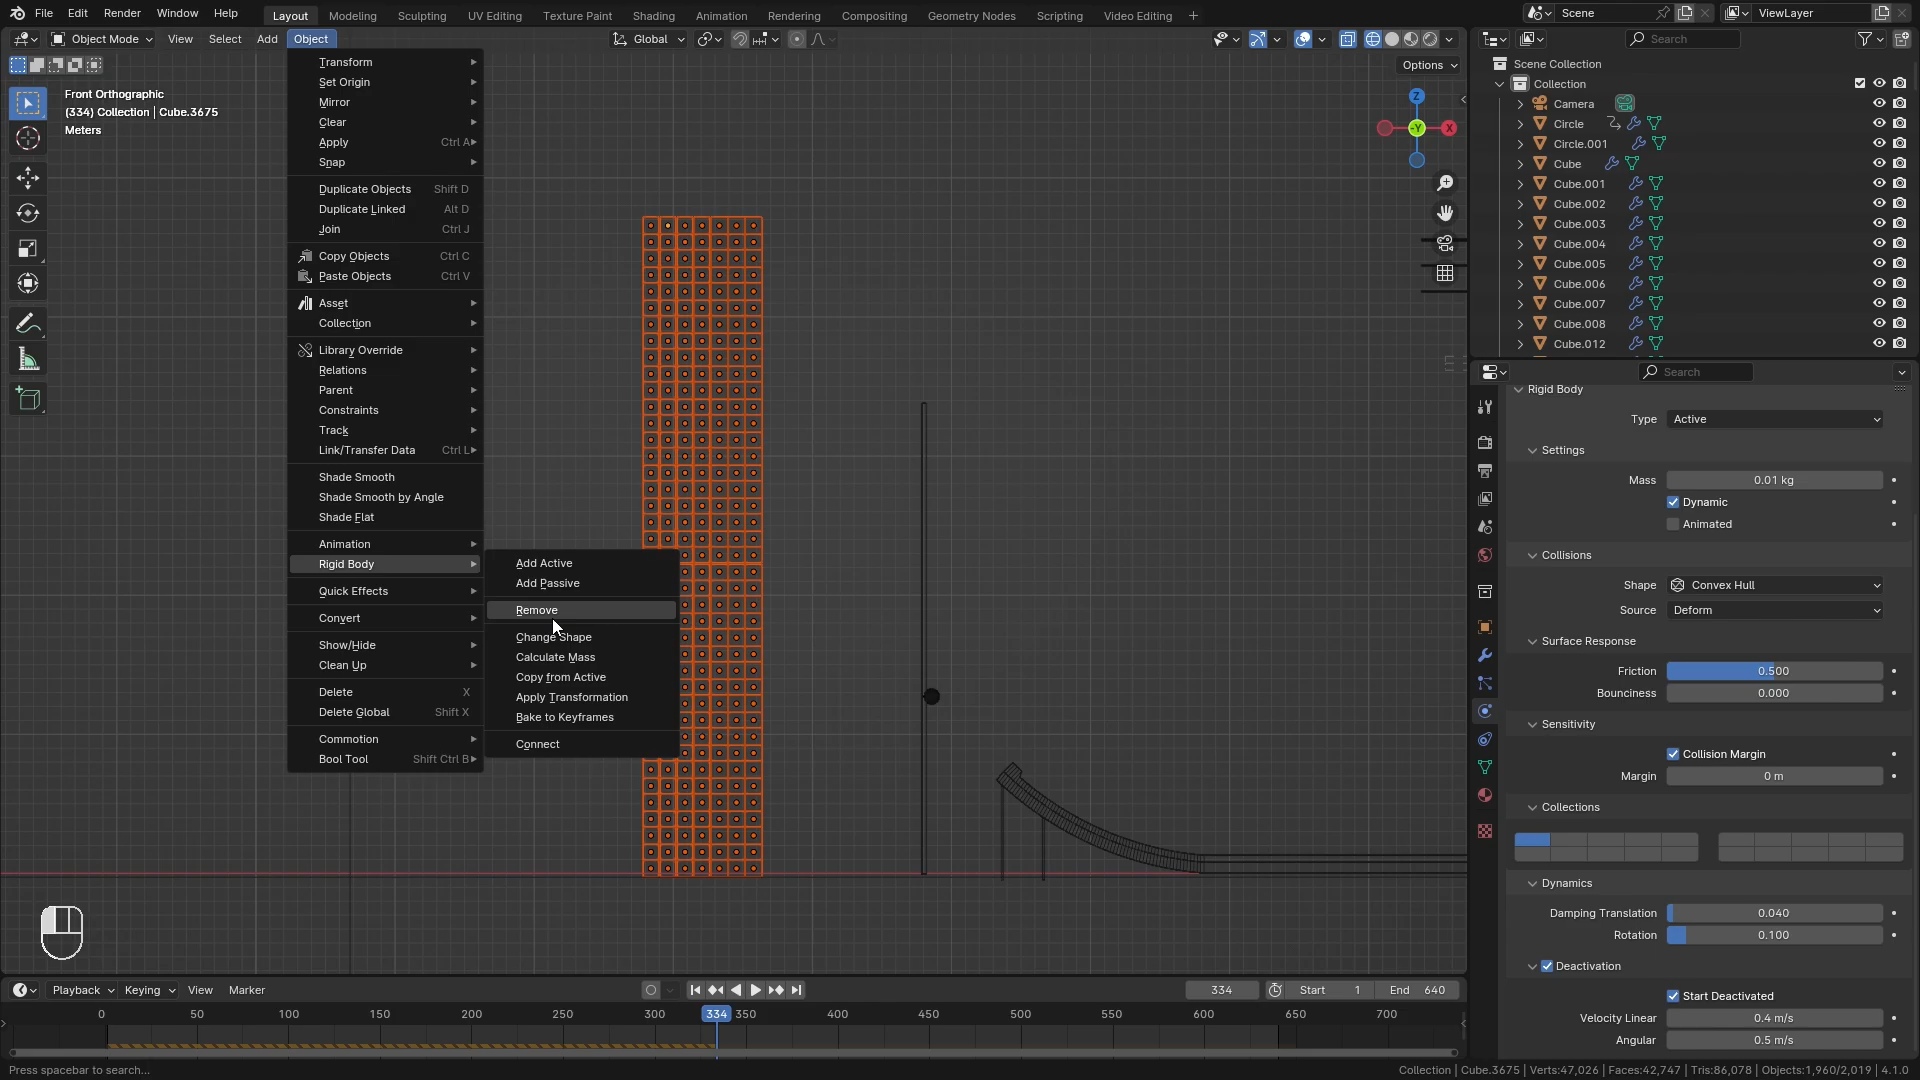 File Edit Render Window Help Layout Modeling Sculpting UV Editing Texture Paint Shading Animation Rendering Compositing Geometry Nodes Scripting Video Editing Scene ViewLayer
Object Mode View Select Add Object Global Search
Options
Front Orthographic
(334) Collection | Cube.3675
Meters
Transform
Set Origin
Mirror
Clear
Apply Ctrl A
Snap
Duplicate Objects Shift D
Duplicate Linked Alt D
Join Ctrl J
Copy Objects Ctrl C
Paste Objects Ctrl V
Asset
Collection
Library Override
Relations
Parent
Constraints
Track
Link/Transfer Data Ctrl L
Shade Smooth
Shade Smooth by Angle
Shade Flat
Animation
Rigid Body
Quick Effects
Convert
Show/Hide
Clean Up
Delete X
Delete Global Shift X
Commotion
Bool Tool Shift Ctrl B
Add Active
Add Passive
Remove
Change Shape
Calculate Mass
Copy from Active
Apply Transformation
Bake to Keyframes
Connect
Z
-Y
X
Scene Collection
Collection
Camera
Circle
Circle.001
Cube
Cube.001
Cube.002
Cube.003
Cube.004
Cube.005
Cube.006
Cube.007
Cube.008
Cube.012
Search
Rigid Body
Type Active
Settings
Mass 0.01 kg
Dynamic
Animated
Collisions
Shape Convex Hull
Source Deform
Surface Response
Friction 0.500
Bounciness 0.000
Sensitivity
Collision Margin
Margin 0 m
Collections
Dynamics
Damping Translation 0.040
Rotation 0.100
Deactivation
Start Deactivated
Velocity Linear 0.4 m/s
Angular 0.5 m/s
Playback Keying View Marker 334 Start 1 End 640
0 50 100 150 200 250 300 334 350 400 450 500 550 600 650 700
Press spacebar to search... Collection | Cube.3675 | Verts:47,026 | Faces:42,747 | Tris:86,078 | Objects:1,960/2,019 | 4.1.0